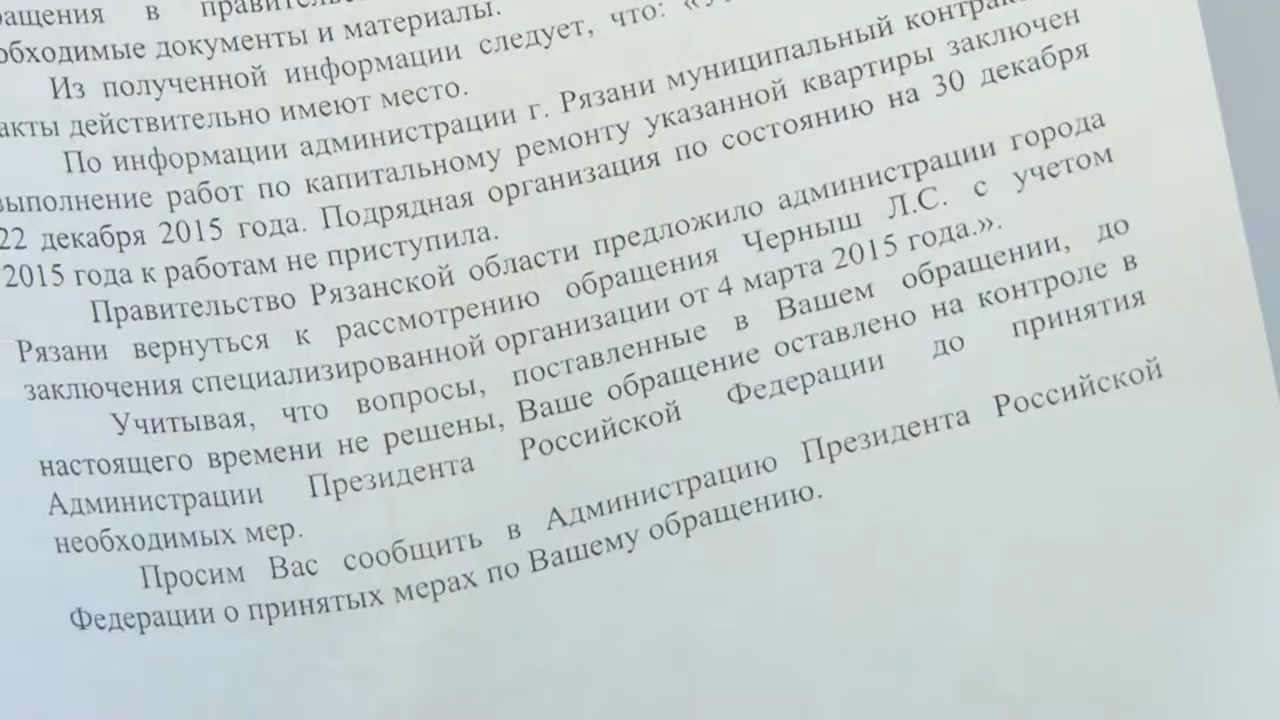 в
обходимые документы и материалы.
Из полученной информации следует, что:
акты действительно имеют место.
По информации администрации г. Рязани муниципальный
выполнение работ по капитальному ремонту указанной квартиры заключен
22 декабря 2015 года. Подрядная организация по состоянию на 30 декабря
2015 года к работам не приступила.
Правительство Рязанской области предложило администрации города
Рязани вернуться к рассмотрению обращения Черныш Л.С. с учетом
заключения специализированной организации от 4 марта 2015 года.».
Учитывая, что вопросы, поставленные в Вашем обращении, до
настоящего времени не решены, Ваше обращение оставлено на контроле в
Администрации Президента Российской Федерации до принятия
необходимых мер.
Просим Вас сообщить в Администрацию Президента Российской
Федерации о принятых мерах по Вашему обращению.